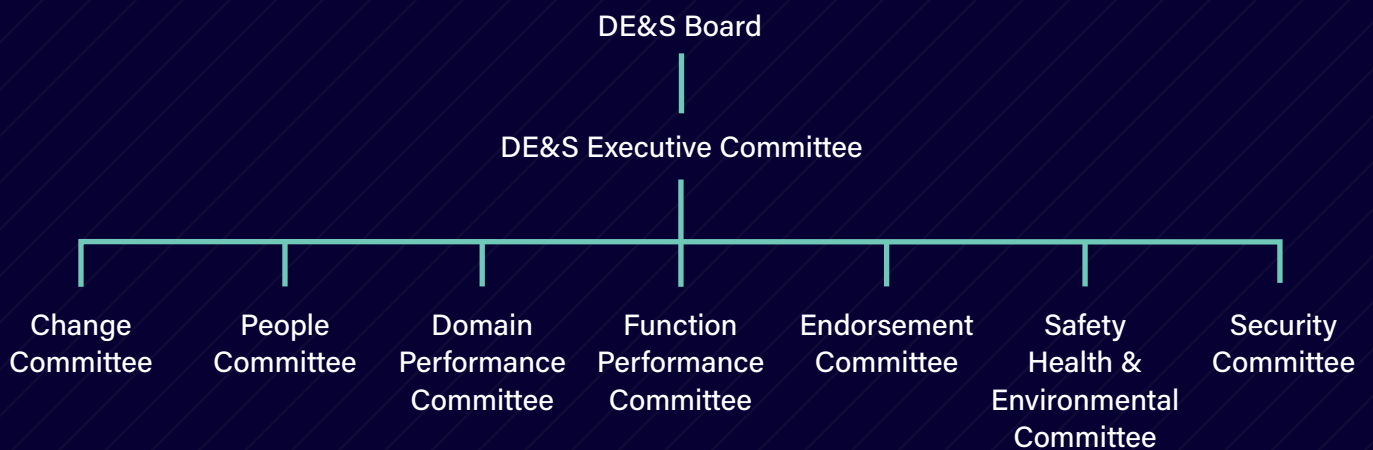 DE&S Board
DE&S Executive Committee
Change
Committee
People
Committee
Domain
Performance
Committee
Function
Performance
Committee
Endorsement
Committee
Safety
Health &
Environmental
Committee
Security
Committee